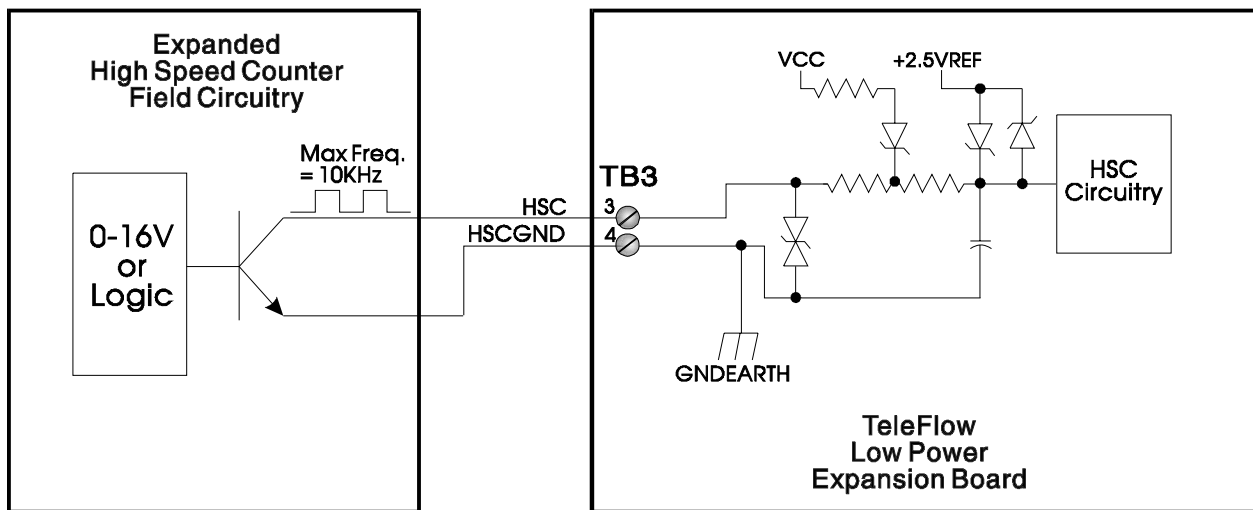 Expanded
High Speed Counter
Field Circuitry
Max Freq.
= 10KHz
0-16V
or
Logic
HSC
HSCGND
TB3
3
4
VCC
+2.5VREF
HSC
Circuitry
GNDEARTH
TeleFlow
Low Power
Expansion Board